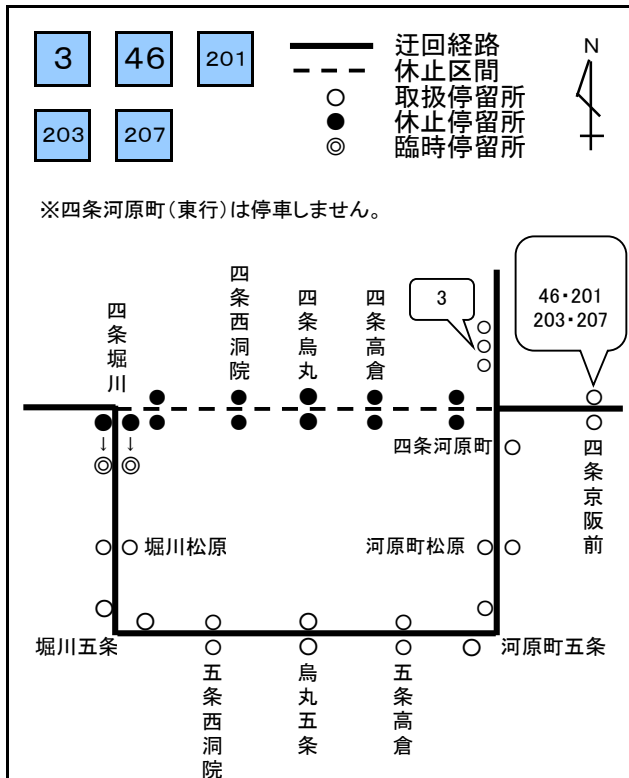 3 46 201
203 207
迂回経路
休止区間
取扱停留所
休止停留所
臨時停留所
N
※四条河原町(東行)は停車しません。
四条堀川
四条西洞院
四条烏丸
四条高倉
3
46・201
203・207
↓ ↓
四条河原町
四条京阪前
堀川松原
河原町松原
堀川五条
河原町五条
五条西洞院
烏丸五条
五条高倉